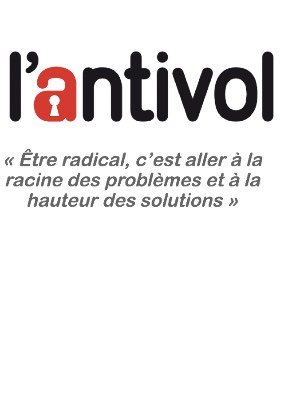 l'antivol
« Être radical, c'est aller à la
racine des problèmes et à la
hauteur des solutions »